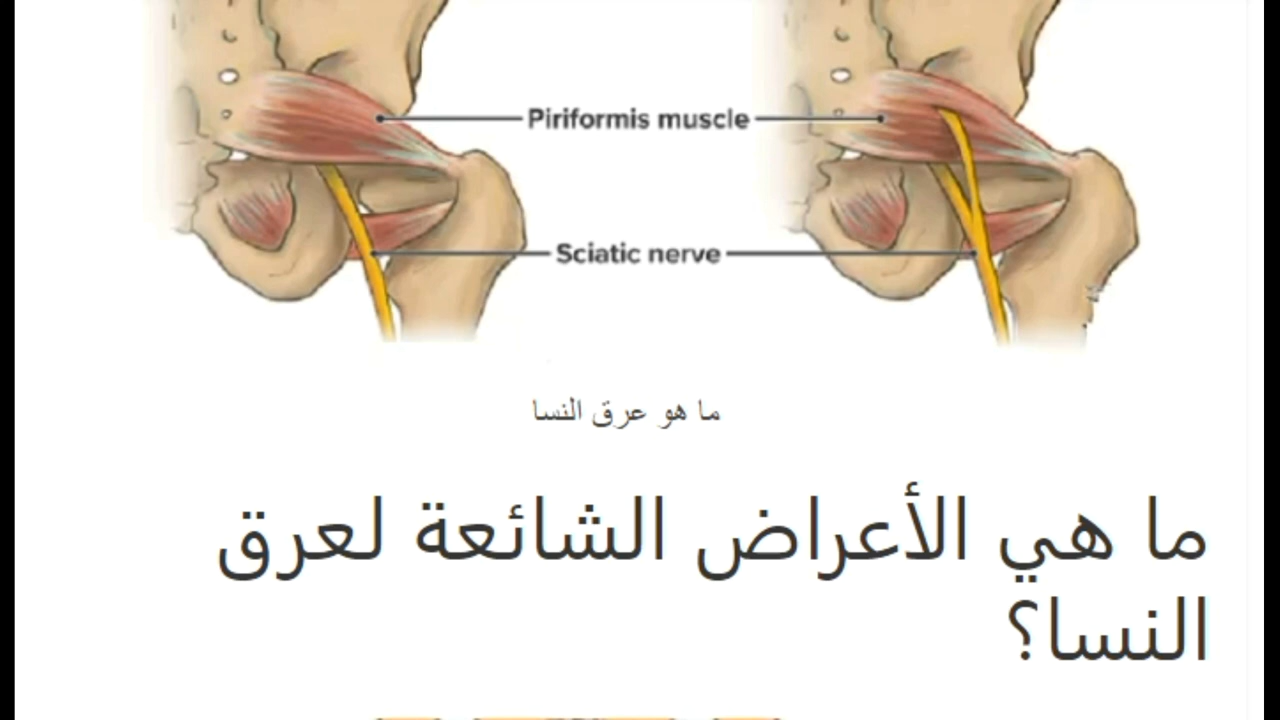 Piriformis muscle
Sciatic nerve
ما هو عرق النسا
ما هي الأعراض الشائعة لعرق
النسا؟